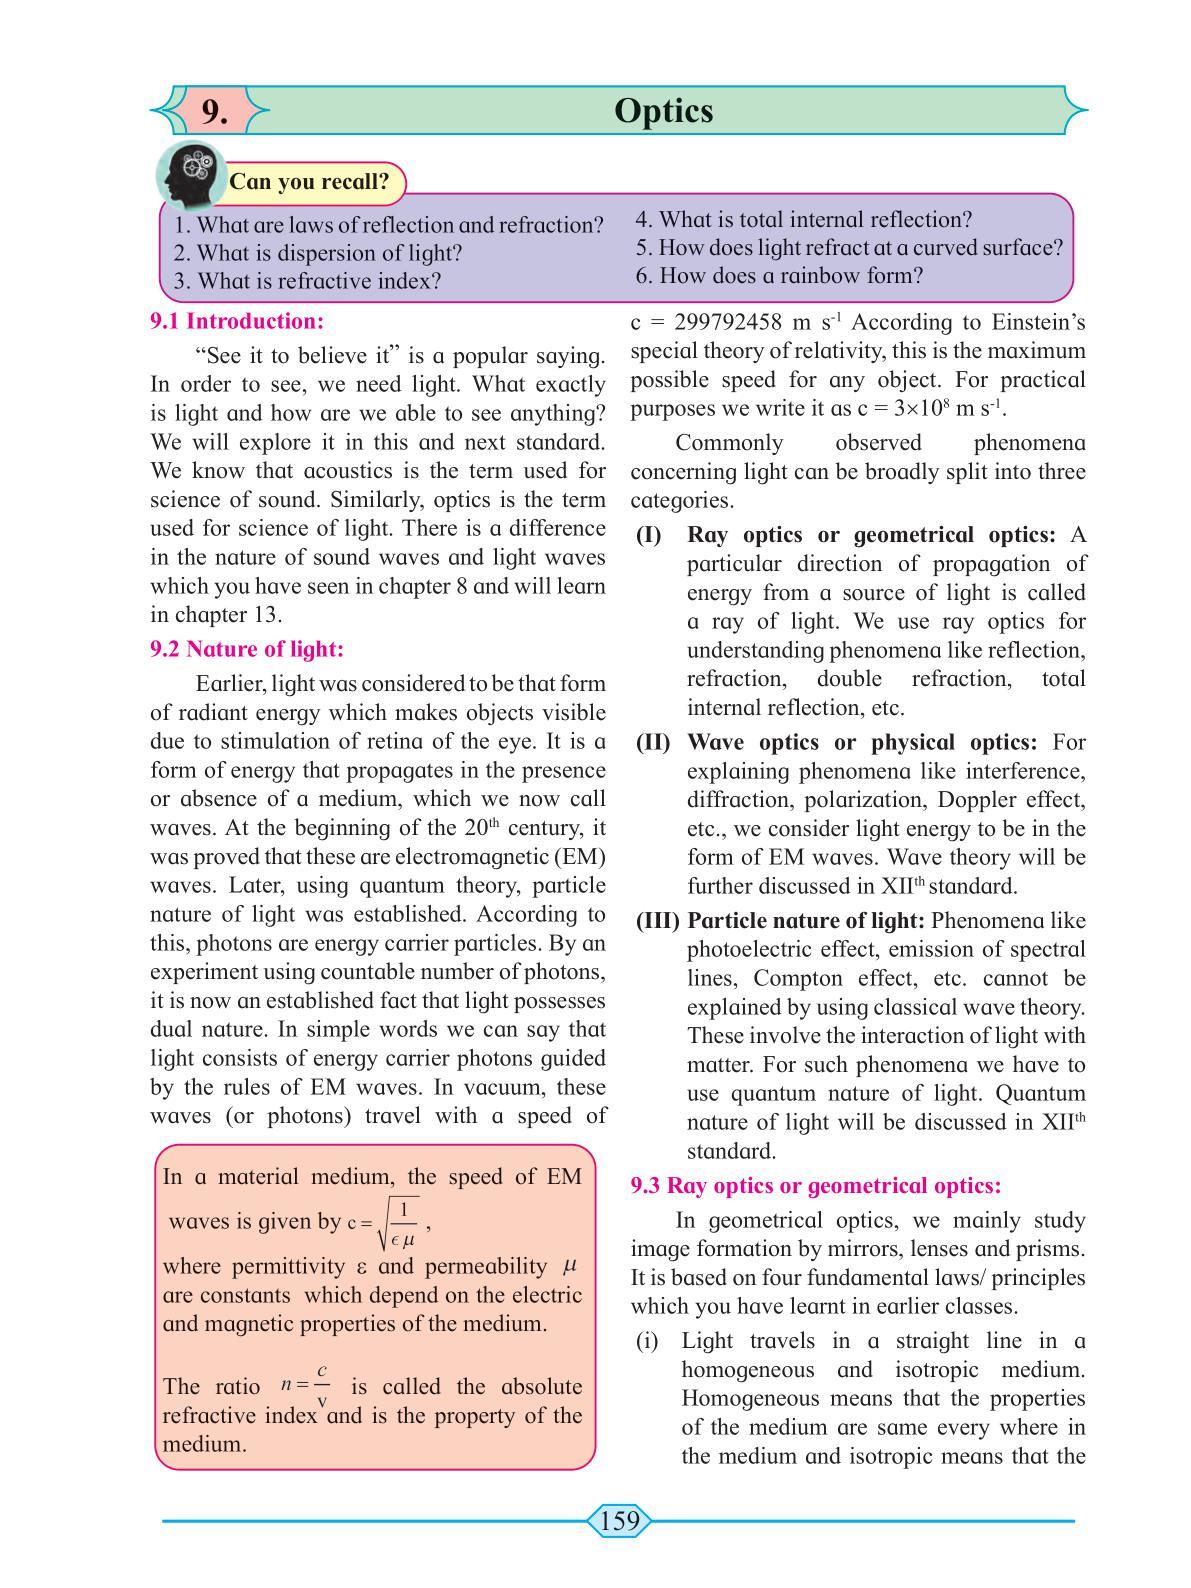 9.
Optics
Can you recall?
1. What are laws of reflection and refraction?
2. What is dispersion of light?
3. What is refractive index?
4. What is total internal reflection?
5. How does light refract at a curved surface?
6. How does a rainbow form?
9.1 Introduction:
“See it to believe it” is a popular saying.
In order to see, we need light. What exactly
is light and how are we able to see anything?
We will explore it in this and next standard.
We know that acoustics is the term used for
science of sound. Similarly, optics is the term
used for science of light. There is a difference
in the nature of sound waves and light waves
which you have seen in chapter 8 and will learn
in chapter 13.
9.2 Nature of light:
Earlier, light was considered to be that form
of radiant energy which makes objects visible
due to stimulation of retina of the eye. It is a
form of energy that propagates in the presence
or absence of a medium, which we now call
waves. At the beginning of the 20th century, it
was proved that these are electromagnetic (EM)
waves. Later, using quantum theory, particle
nature of light was established. According to
this, photons are energy carrier particles. By an
experiment using countable number of photons,
it is now an established fact that light possesses
dual nature. In simple words we can say that
light consists of energy carrier photons guided
by the rules of EM waves. In vacuum, these
waves (or photons) travel with a speed of
In a material medium, the speed of EM
waves is given by c = √(1/ϵ μ) ,
where permittivity ε and permeability μ
are constants which depend on the electric
and magnetic properties of the medium.
The ratio n = c/v is called the absolute
refractive index and is the property of the
medium.
c = 299792458 m s-1 According to Einstein’s
special theory of relativity, this is the maximum
possible speed for any object. For practical
purposes we write it as c = 3×10⁸ m s-1.
Commonly observed phenomena
concerning light can be broadly split into three
categories.
(I) Ray optics or geometrical optics: A
particular direction of propagation of
energy from a source of light is called
a ray of light. We use ray optics for
understanding phenomena like reflection,
refraction, double refraction, total
internal reflection, etc.
(II) Wave optics or physical optics: For
explaining phenomena like interference,
diffraction, polarization, Doppler effect,
etc., we consider light energy to be in the
form of EM waves. Wave theory will be
further discussed in XIIth standard.
(III) Particle nature of light: Phenomena like
photoelectric effect, emission of spectral
lines, Compton effect, etc. cannot be
explained by using classical wave theory.
These involve the interaction of light with
matter. For such phenomena we have to
use quantum nature of light. Quantum
nature of light will be discussed in XIIth
standard.
9.3 Ray optics or geometrical optics:
In geometrical optics, we mainly study
image formation by mirrors, lenses and prisms.
It is based on four fundamental laws/ principles
which you have learnt in earlier classes.
(i) Light travels in a straight line in a
homogeneous and isotropic medium.
Homogeneous means that the properties
of the medium are same every where in
the medium and isotropic means that the
159